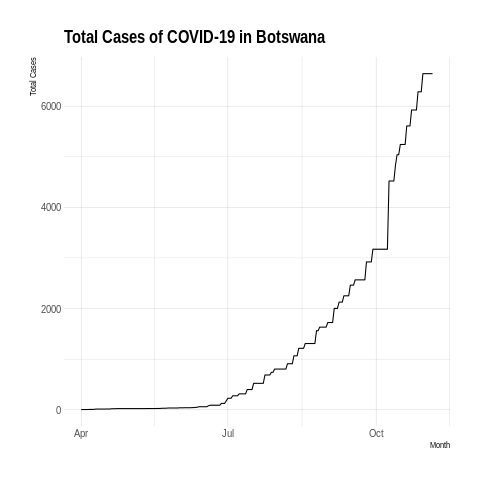 Total Cases of COVID-19 in Botswana
Total Cases
6000
4000
2000
0
Apr Jul Oct
Month